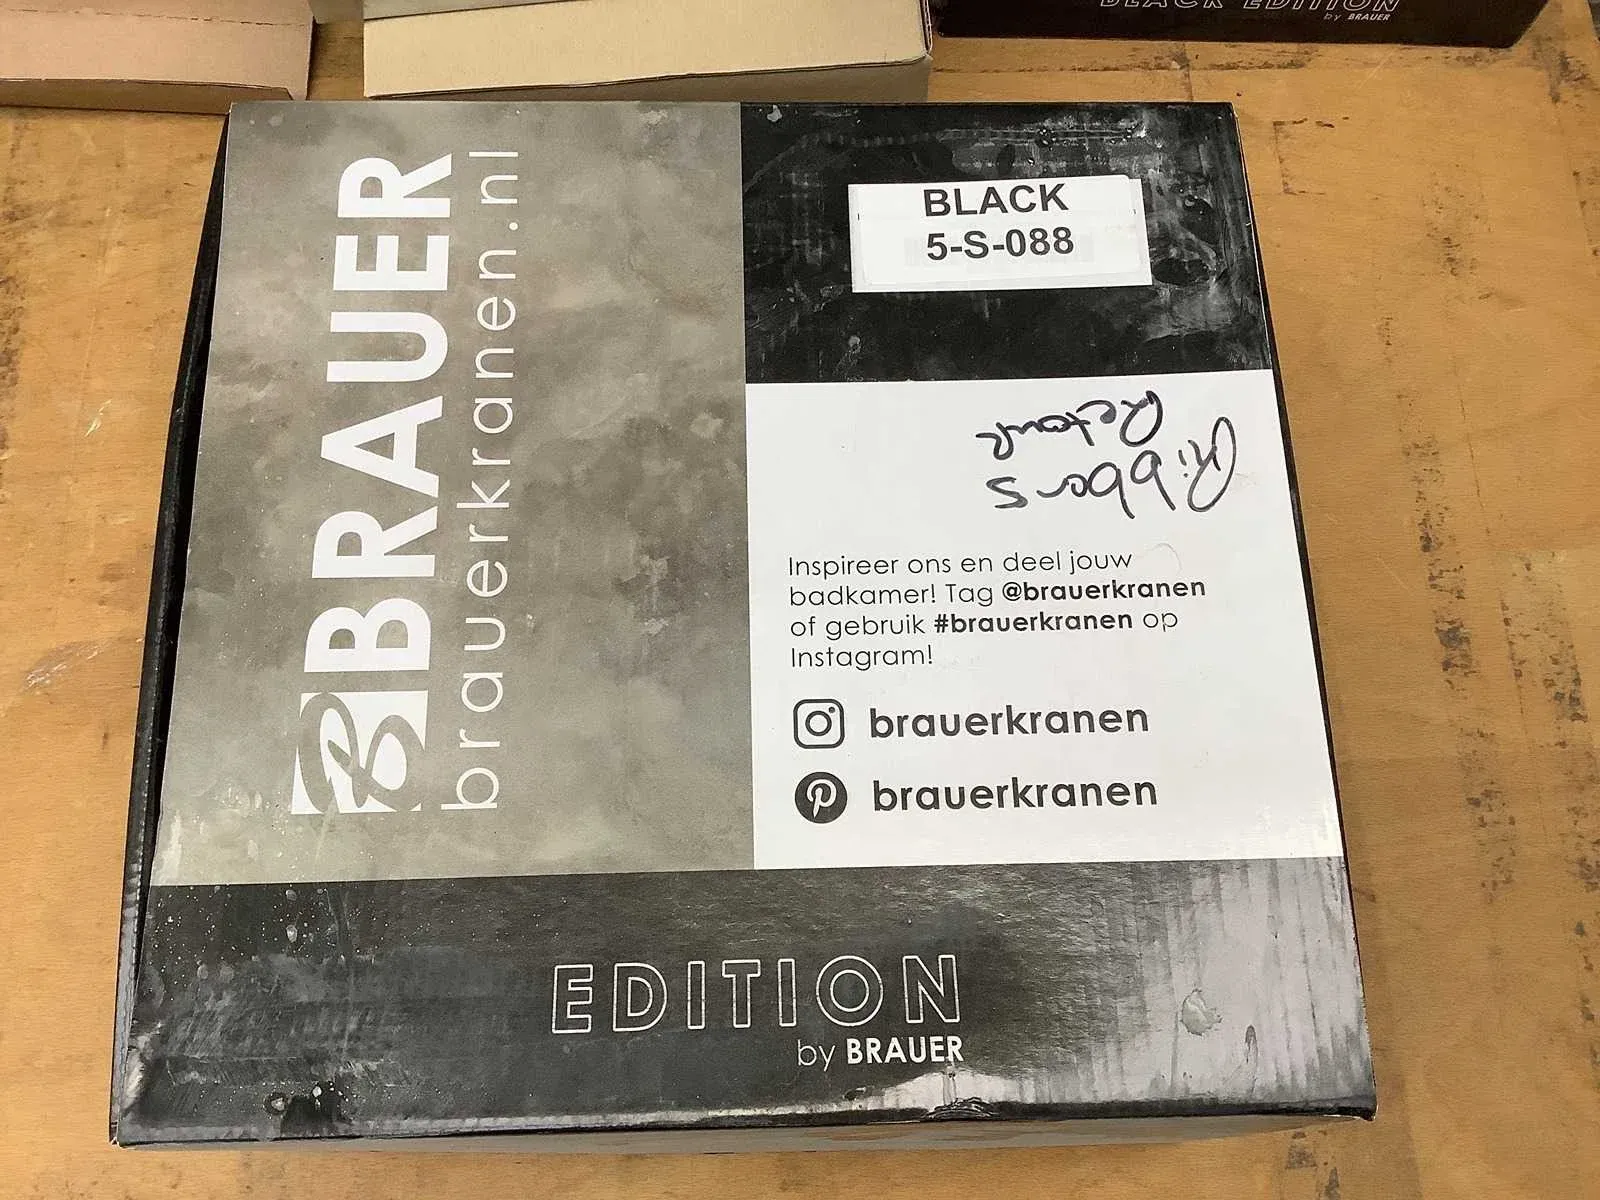 BLACK EDITION
by BRAUER
BRAUER
brauerkranen.nl
BLACK
5-S-088
Ribbers
Retour
Inspireer ons en deel jouw
badkamer! Tag @brauerkranen
of gebruik #brauerkranen op
Instagram!
brauerkranen
brauerkranen
EDITION
by BRAUER